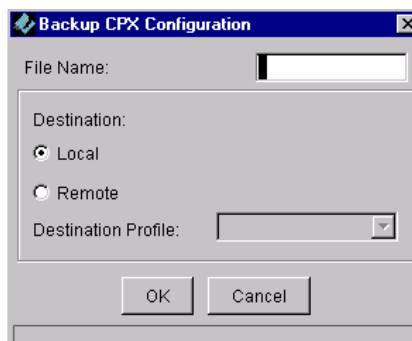 Backup CPX Configuration
File Name:
Destination:
Local
Remote
Destination Profile:
OK Cancel